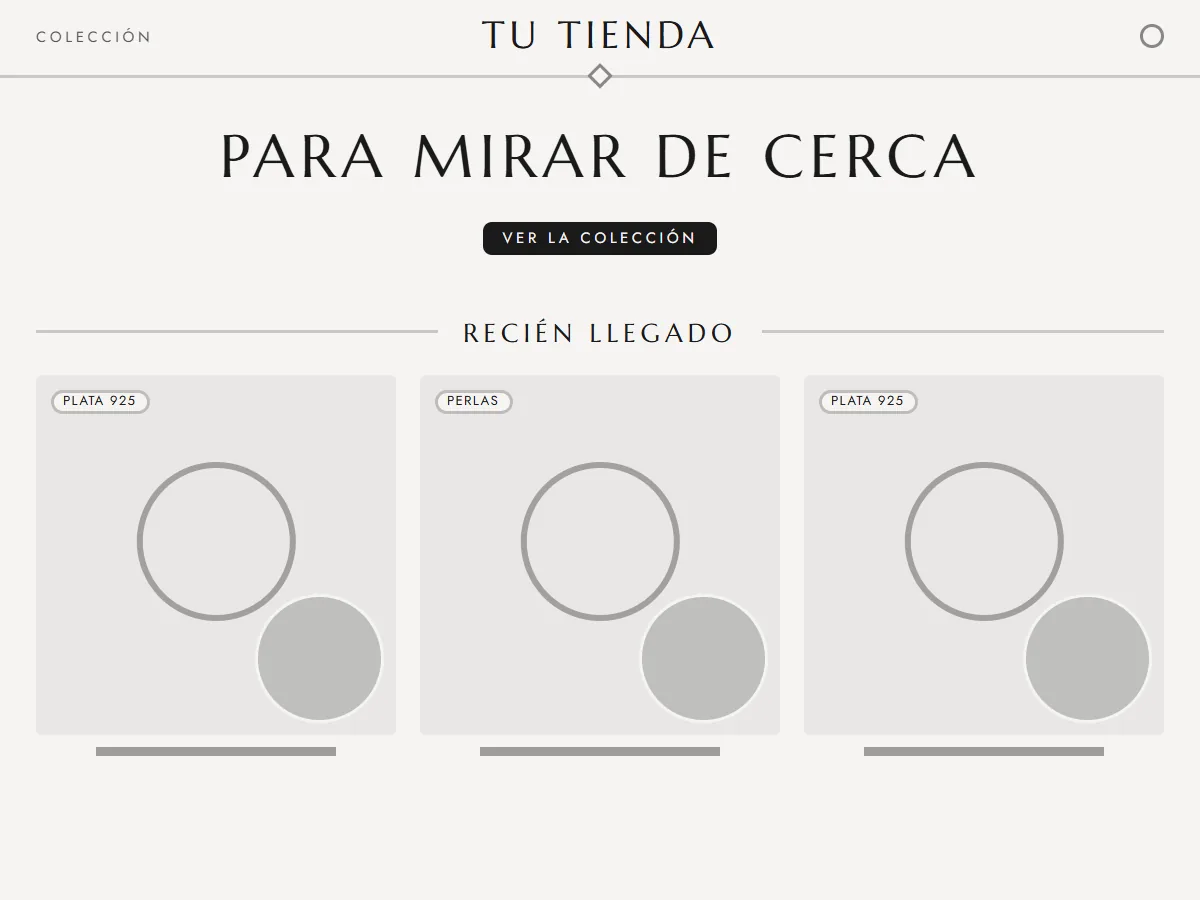 COLECCIÓN
TU TIENDA
PARA MIRAR DE CERCA
VER LA COLECCIÓN
RECIÉN LLEGADO
PLATA 925
PERLAS
PLATA 925